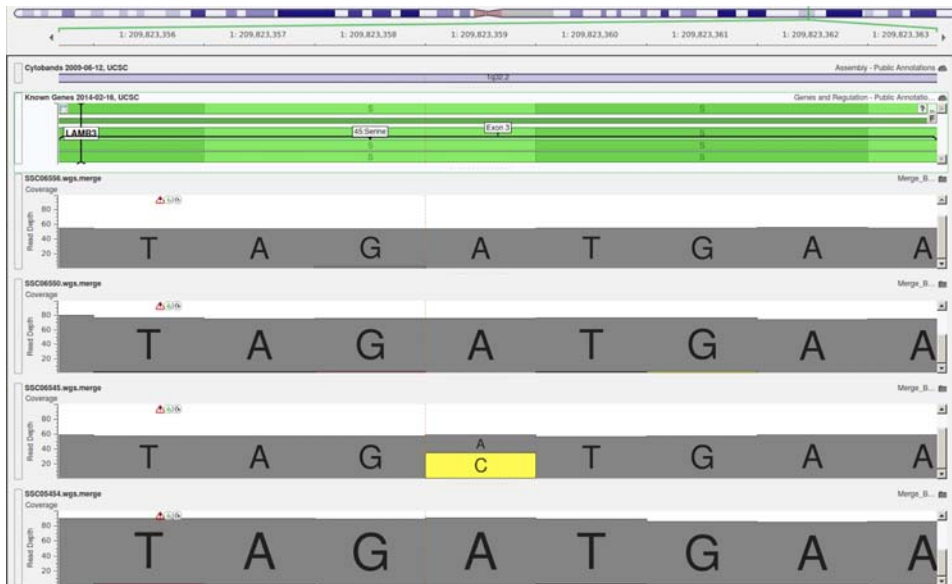 1: 209,823,356 1: 209,823,357 1: 209,823,358 1: 209,823,359 1: 209,823,360 1: 209,823,361 1: 209,823,362 1: 209,823,363
Cytobands 2009-06-12, UCSC Assembly - Public Annotations
1q32.2
Known Genes 2014-02-16, UCSC Genes and Regulation - Public Annotatio...
S S
LAMB3 45:Serine Exon 3 S
S S
SSC06556.wgs.merge Merge_B...
Coverage
Read Depth
80
60
40
20
T A G A T G A A
SSC06550.wgs.merge Merge_B...
Coverage
Read Depth
80
60
40
20
T A G A T G A A
SSC06545.wgs.merge Merge_B...
Coverage
Read Depth
80
60
40
20
A
T A G C T G A A
SSC05454.wgs.merge Merge_B...
Coverage
Read Depth
80
60
40
20
T A G A T G A A